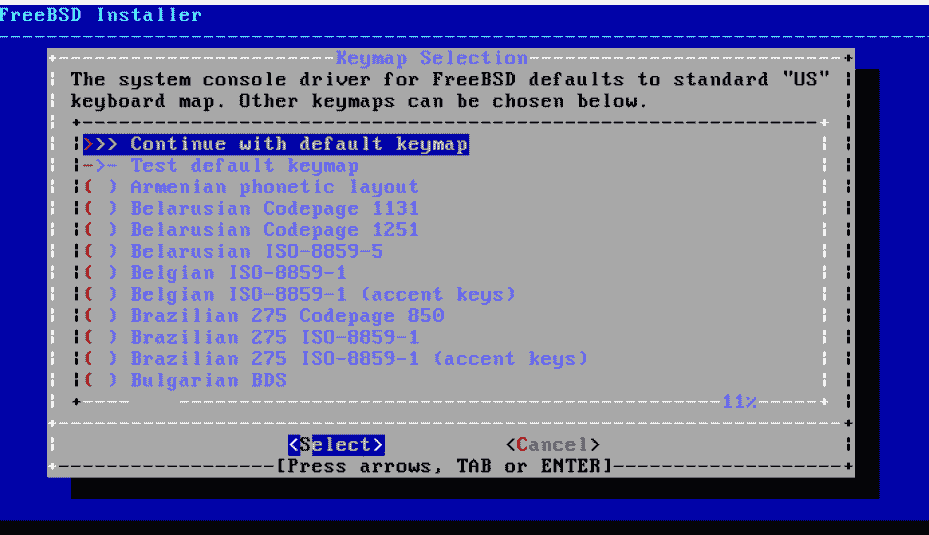 FreeBSD Installer
Keymap Selection
The system console driver for FreeBSD defaults to standard "US"
keyboard map. Other keymaps can be chosen below.
>>> Continue with default keymap
->- Test default keymap
( ) Armenian phonetic layout
( ) Belarusian Codepage 1131
( ) Belarusian Codepage 1251
( ) Belarusian ISO-8859-5
( ) Belgian ISO-8859-1
( ) Belgian ISO-8859-1 (accent keys)
( ) Brazilian 275 Codepage 850
( ) Brazilian 275 ISO-8859-1
( ) Brazilian 275 ISO-8859-1 (accent keys)
( ) Bulgarian BDS
11%
<Select> <Cancel>
[Press arrows, TAB or ENTER]